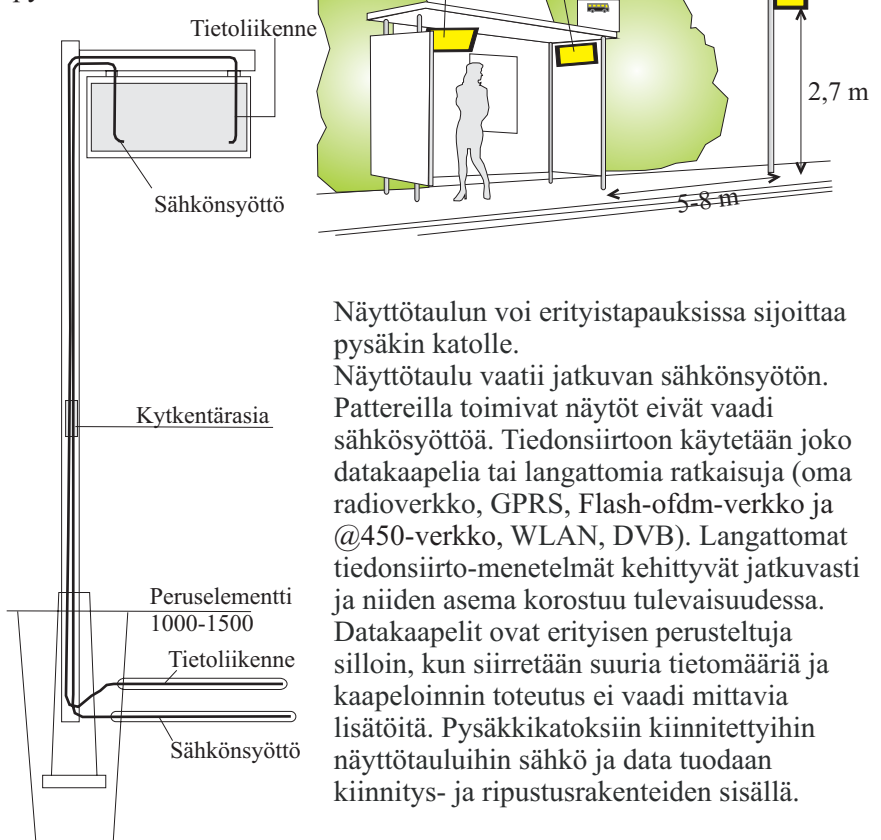 Tietoliikenne
Sähkönsyöttö
Kytkentärasia
Peruselementti
1000-1500
Tietoliikenne
Sähkönsyöttö
2,7 m
5-8 m
Näyttötaulun voi erityistapauksissa sijoittaa
pysäkin katolle.
Näyttötaulu vaatii jatkuvan sähkönsyötön.
Pattereilla toimivat näytöt eivät vaadi
sähkösyöttöä. Tiedonsiirtoon käytetään joko
datakaapelia tai langattomia ratkaisuja (oma
radioverkko, GPRS, Flash-ofdm-verkko ja
@450-verkko, WLAN, DVB). Langattomat
tiedonsiirto-menetelmät kehittyvät jatkuvasti
ja niiden asema korostuu tulevaisuudessa.
Datakaapelit ovat erityisen perusteltuja
silloin, kun siirretään suuria tietomääriä ja
kaapeloinnin toteutus ei vaadi mittavia
lisätöitä. Pysäkkikatoksiin kiinnitettyihin
näyttötauluihin sähkö ja data tuodaan
kiinnitys- ja ripustusrakenteiden sisällä.